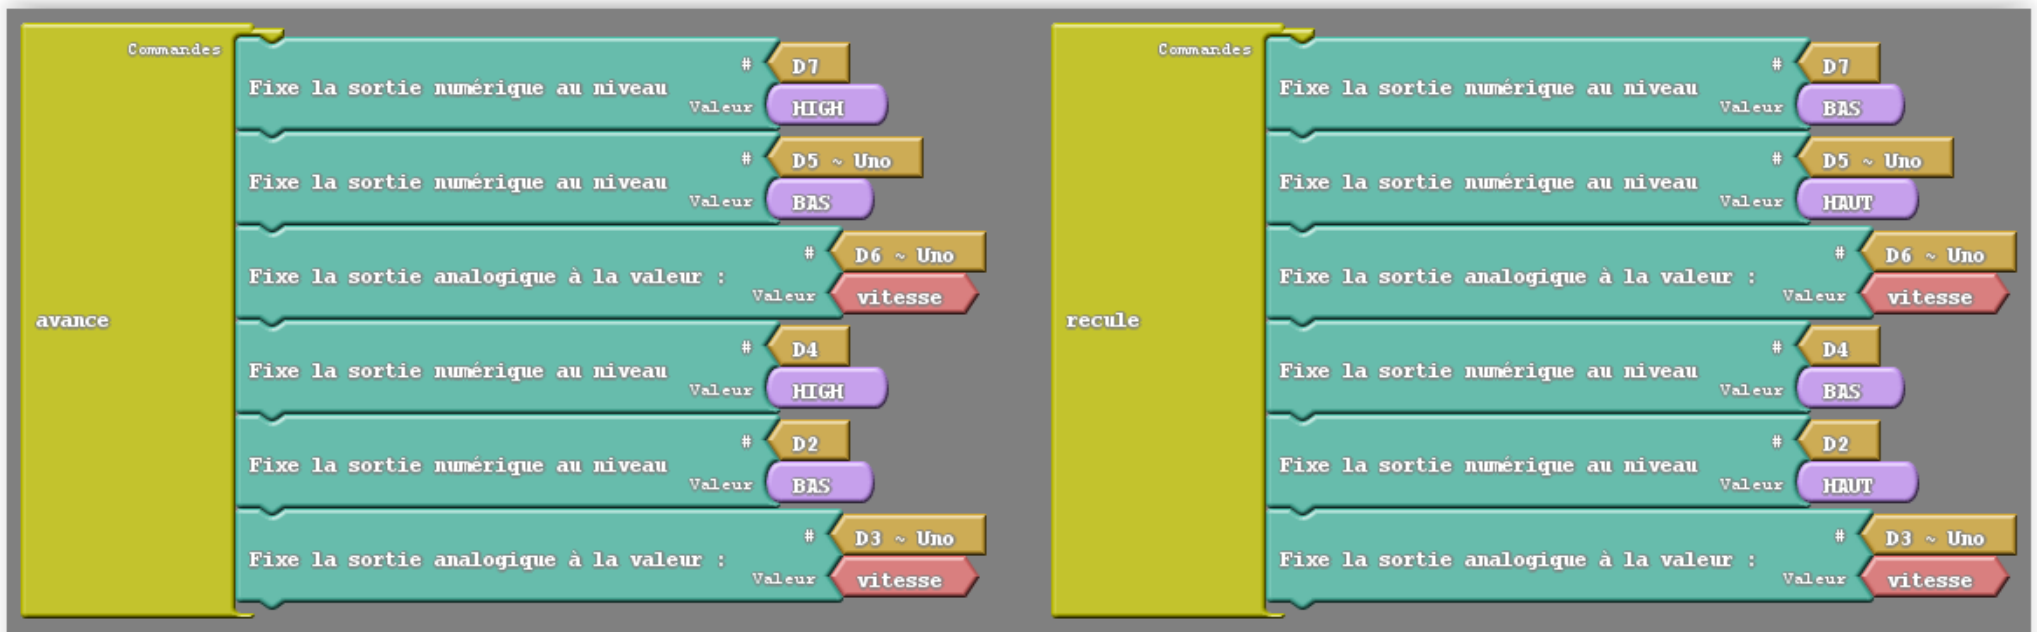 Commandes
avance
Fixe la sortie numérique au niveau
# D7
Valeur HIGH
Fixe la sortie numérique au niveau
# D5 ~ Uno
Valeur BAS
Fixe la sortie analogique à la valeur :
# D6 ~ Uno
Valeur vitesse
Fixe la sortie numérique au niveau
# D4
Valeur HIGH
Fixe la sortie numérique au niveau
# D2
Valeur BAS
Fixe la sortie analogique à la valeur :
# D3 ~ Uno
Valeur vitesse
Commandes
recule
Fixe la sortie numérique au niveau
# D7
Valeur BAS
Fixe la sortie numérique au niveau
# D5 ~ Uno
Valeur HAUT
Fixe la sortie analogique à la valeur :
# D6 ~ Uno
Valeur vitesse
Fixe la sortie numérique au niveau
# D4
Valeur BAS
Fixe la sortie numérique au niveau
# D2
Valeur HAUT
Fixe la sortie analogique à la valeur :
# D3 ~ Uno
Valeur vitesse